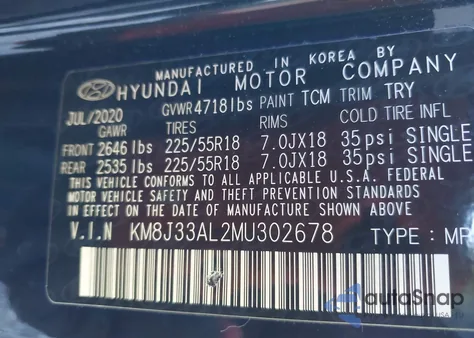 MANUFACTURED IN KOREA BY
HYUNDAI MOTOR COMPANY
JUL/2020 GVWR 4718 lbs PAINT TCM TRIM TRY
GAWR TIRES RIMS COLD TIRE INFL
FRONT 2646 lbs 225/55R18 7.0JX18 35psi SINGLE
REAR 2535 lbs 225/55R18 7.0JX18 35psi SINGLE
THIS VEHICLE CONFORMS TO ALL APPLICABLE U.S.A. FEDERAL
MOTOR VEHICLE SAFETY AND THEFT PREVENTION STANDARDS
IN EFFECT ON THE DATE OF MANUFACTURE SHOWN ABOVE.
V.I.N KM8J33AL2MU302678 TYPE : MP
autoSnap